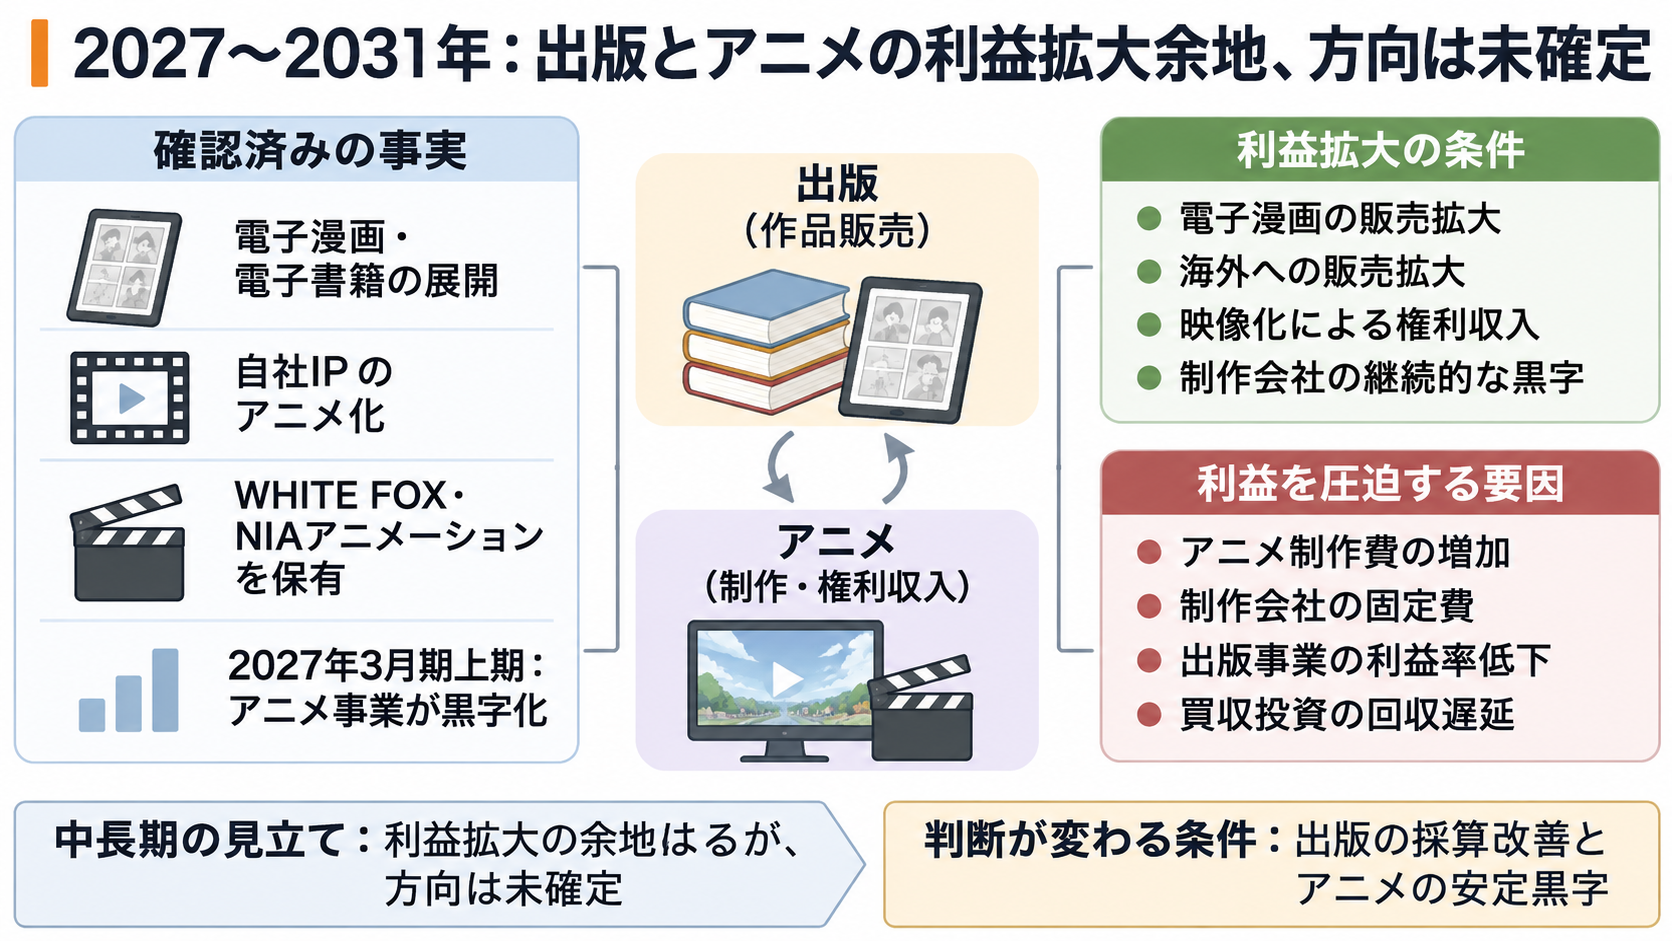 2027〜2031年：出版とアニメの利益拡大余地、方向は未確定
確認済みの事実
電子漫画・
電子書籍の展開
自社IPの
アニメ化
WHITE FOX・
NIAアニメーション
を保有
2027年3月期上期：
アニメ事業が黒字化
出版
（作品販売）
アニメ
（制作・権利収入）
利益拡大の条件
電子漫画の販売拡大
海外への販売拡大
映像化による権利収入
制作会社の継続的な黒字
利益を圧迫する要因
アニメ制作費の増加
制作会社の固定費
出版事業の利益率低下
買収投資の回収遅延
中長期の見立て：利益拡大の余地はるが、
方向は未確定
判断が変わる条件：出版の採算改善と
アニメの安定黒字